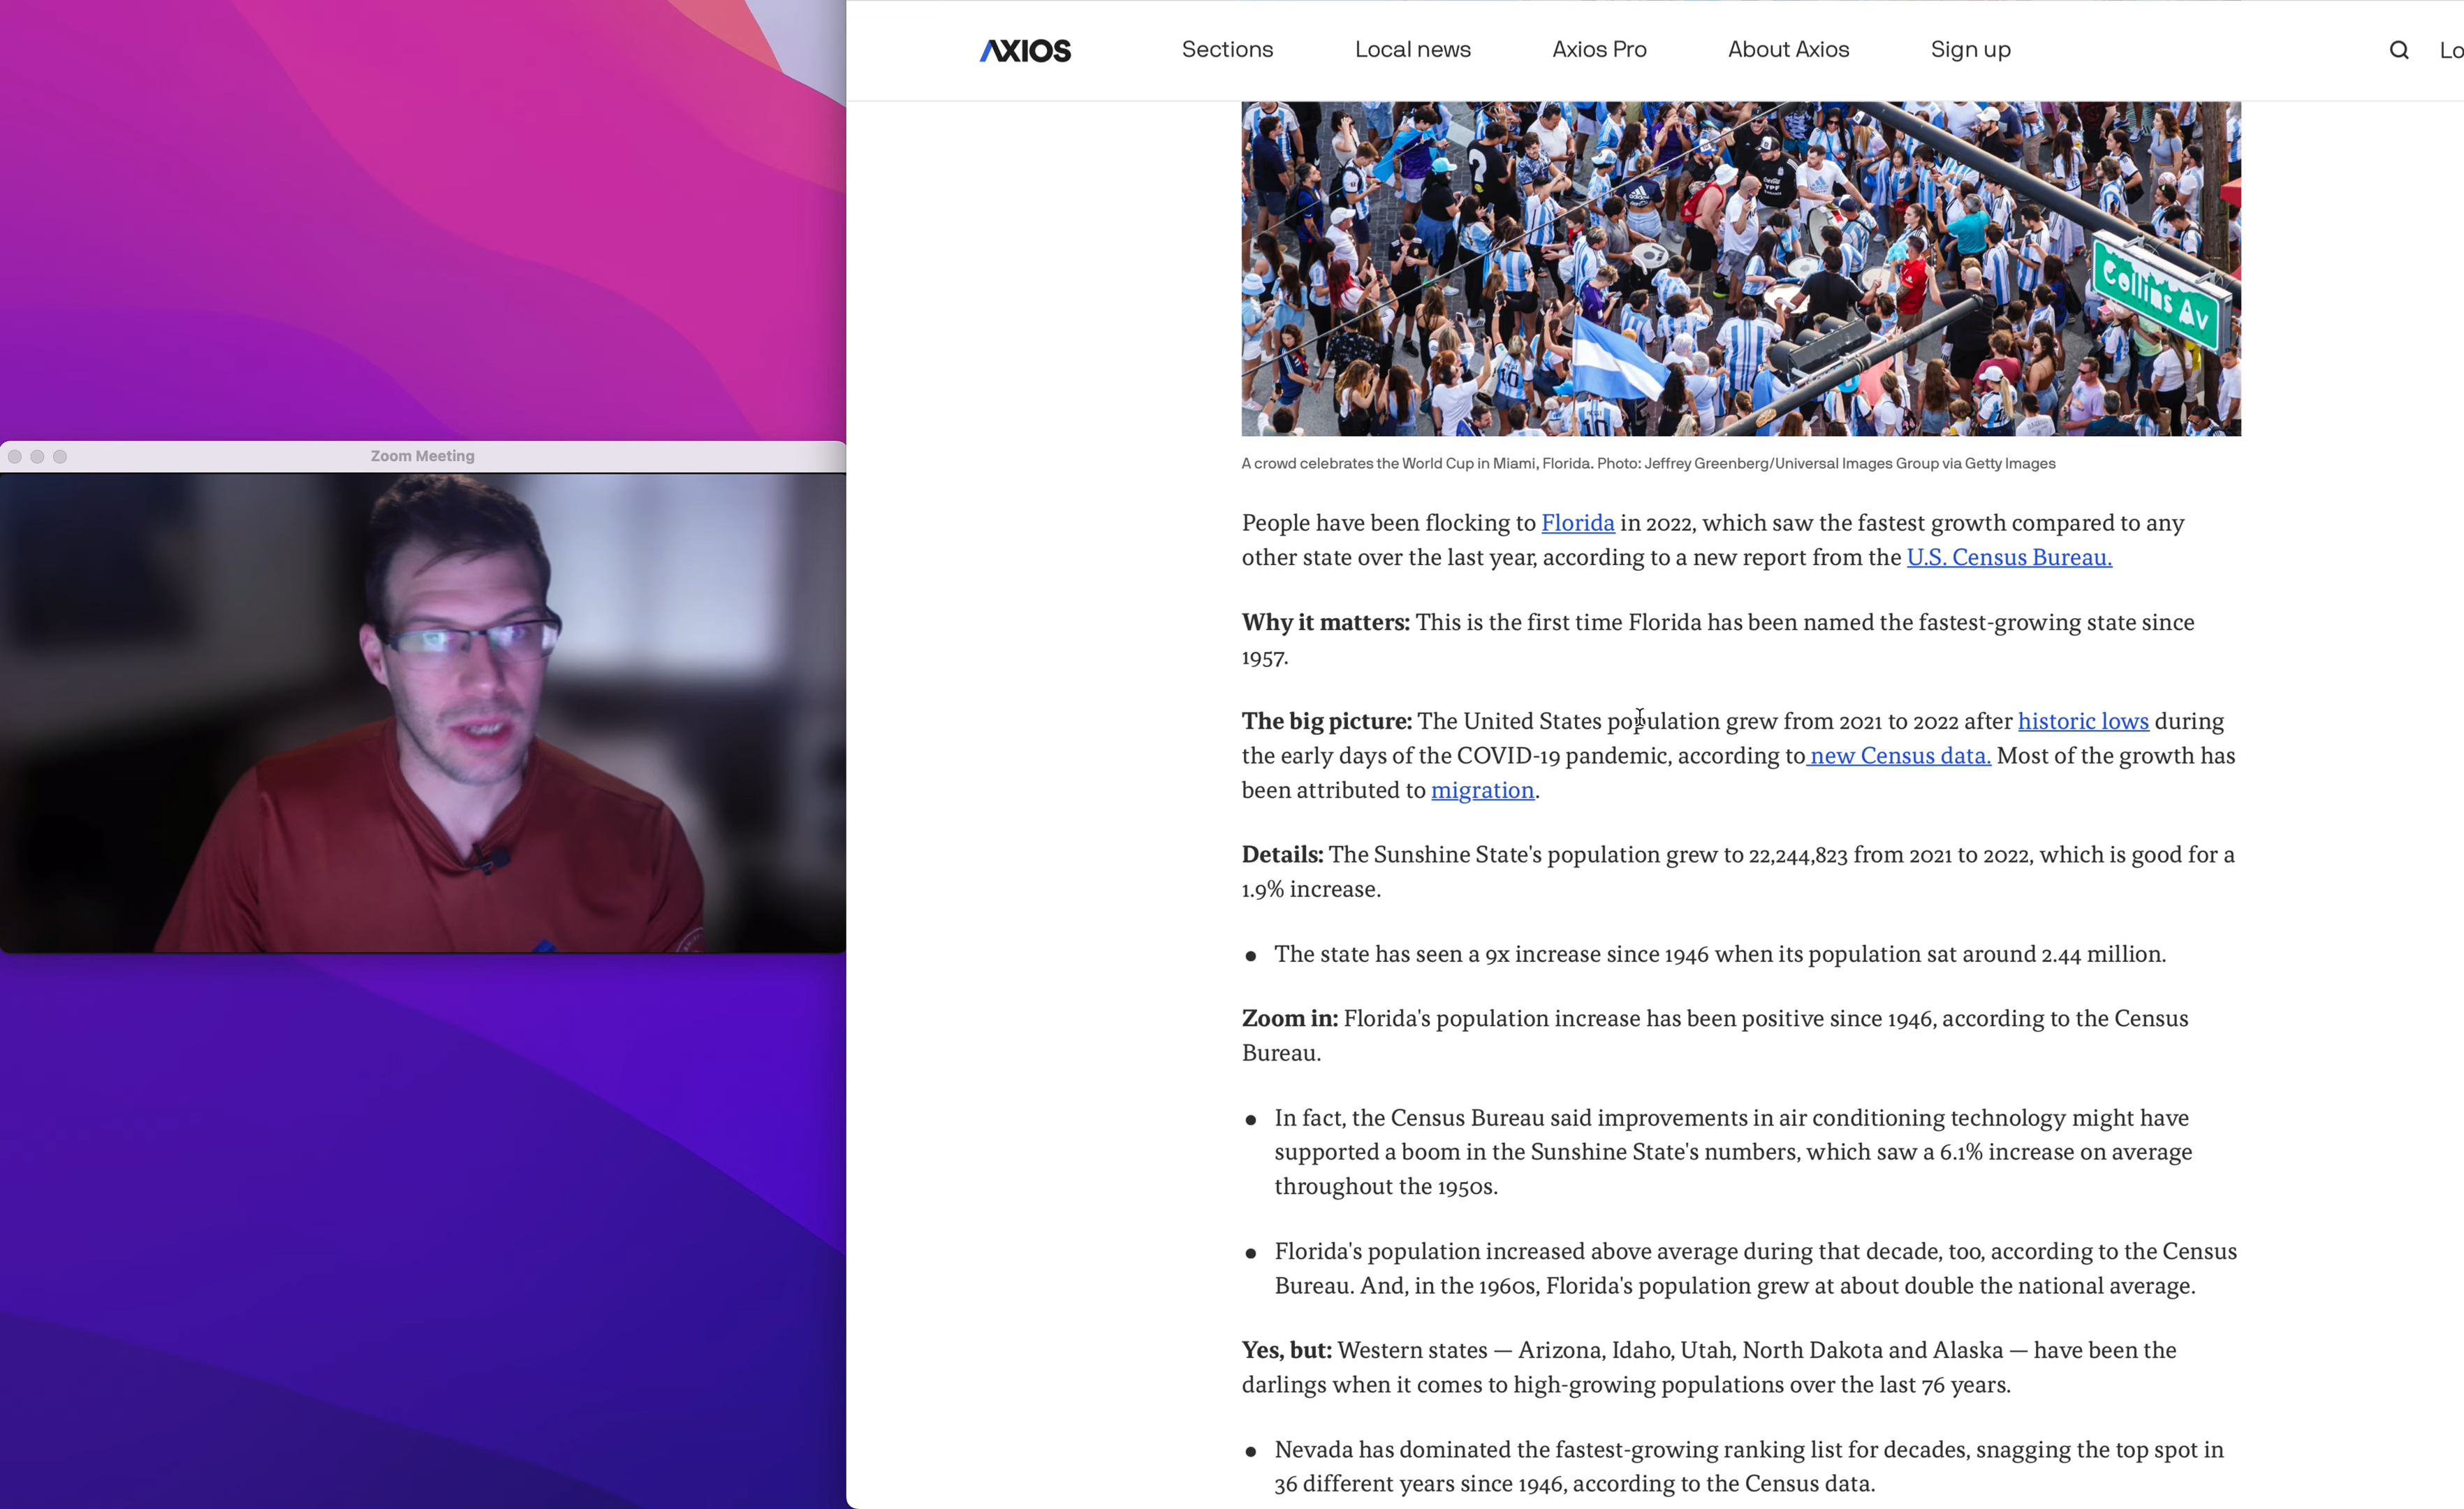 AXIOS
Sections
Local news
Axios Pro
About Axios
Sign up
Lo
Collins Av
YPF
10
10
Zoom Meeting
A crowd celebrates the World Cup in Miami, Florida. Photo: Jeffrey Greenberg/Universal Images Group via Getty Images
People have been flocking to Florida in 2022, which saw the fastest growth compared to any
other state over the last year, according to a new report from the U.S. Census Bureau.
Why it matters: This is the first time Florida has been named the fastest-growing state since
1957.
The big picture: The United States population grew from 2021 to 2022 after historic lows during
the early days of the COVID-19 pandemic, according to new Census data. Most of the growth has
been attributed to migration.
Details: The Sunshine State's population grew to 22,244,823 from 2021 to 2022, which is good for a
1.9% increase.
• The state has seen a 9x increase since 1946 when its population sat around 2.44 million.
Zoom in: Florida's population increase has been positive since 1946, according to the Census
Bureau.
• In fact, the Census Bureau said improvements in air conditioning technology might have
supported a boom in the Sunshine State's numbers, which saw a 6.1% increase on average
throughout the 1950s.
• Florida's population increased above average during that decade, too, according to the Census
Bureau. And, in the 1960s, Florida's population grew at about double the national average.
Yes, but: Western states — Arizona, Idaho, Utah, North Dakota and Alaska — have been the
darlings when it comes to high-growing populations over the last 76 years.
• Nevada has dominated the fastest-growing ranking list for decades, snagging the top spot in
36 different years since 1946, according to the Census data.